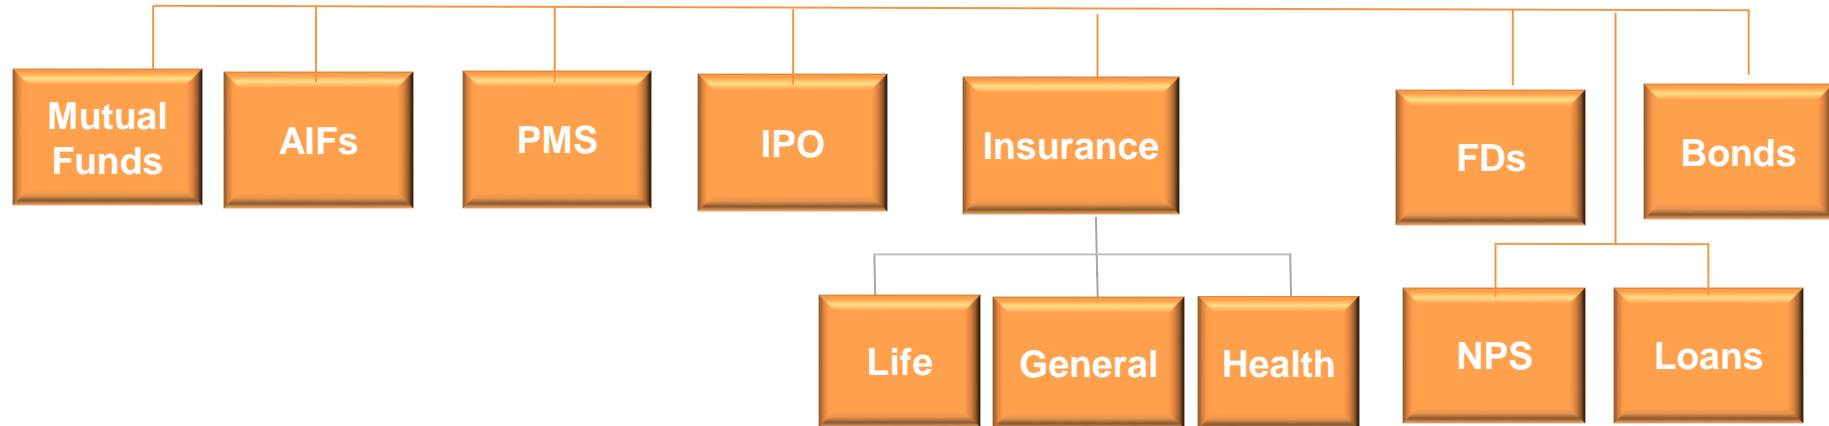 Mutual
Funds
AIFs
PMS
IPO
Insurance
FDs
Bonds
Life
General
Health
NPS
Loans